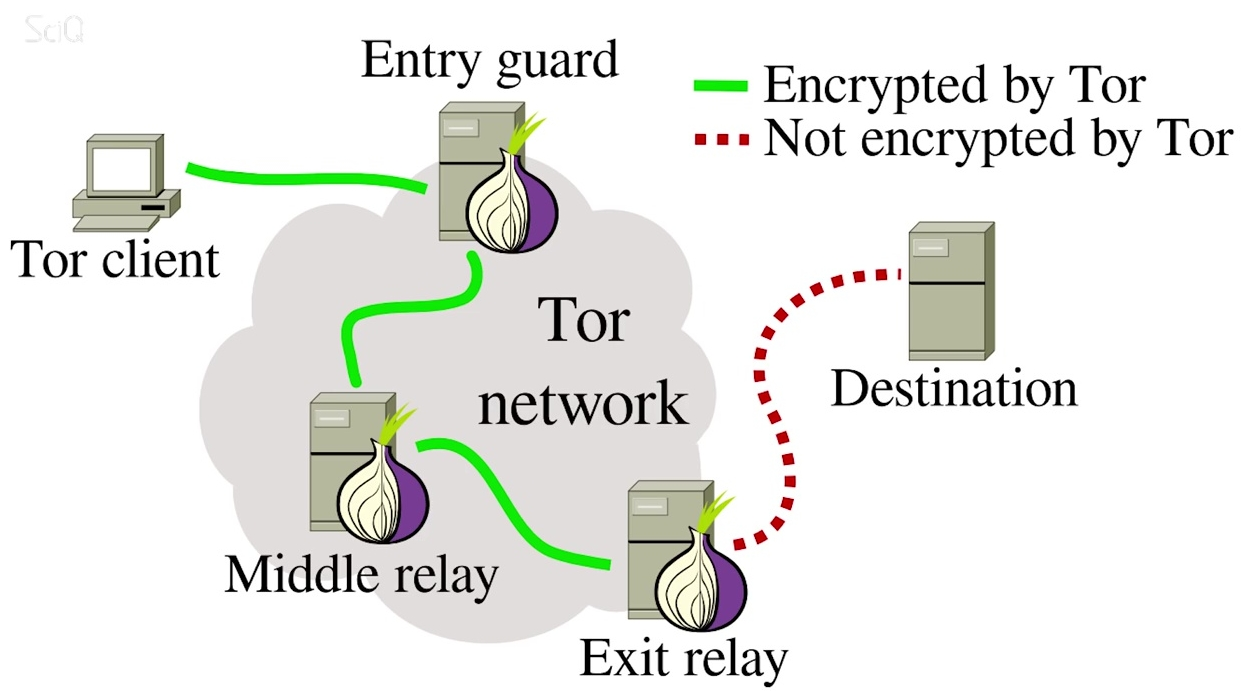 SciQ
Entry guard
Encrypted by Tor
Not encrypted by Tor
Tor client
Tor
network
Destination
Middle relay
Exit relay